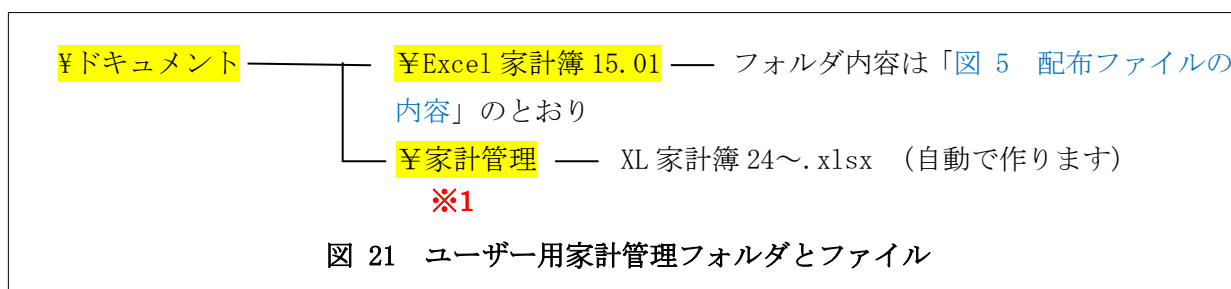 ¥ドキュメント ¥Excel 家計簿 15.01 フォルダ内容は「図 5 配布ファイルの
内容」のとおり
¥家計管理 XL 家計簿 24～.xlsx (自動で作ります)
※1
図 21 ユーザー用家計管理フォルダとファイル